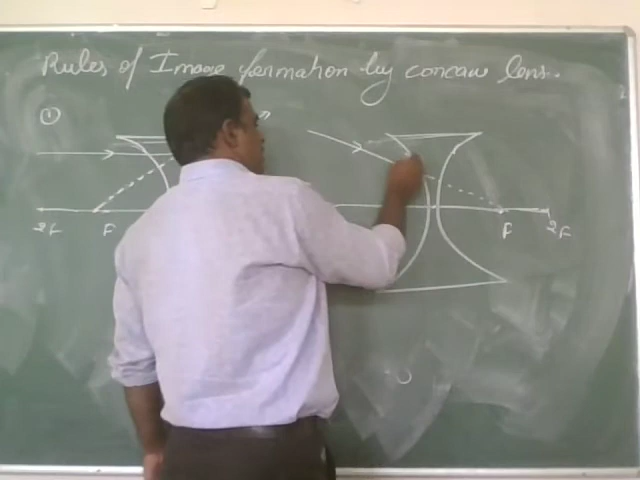 Rules of Image formation by concave lens.
①
2F F F 2F